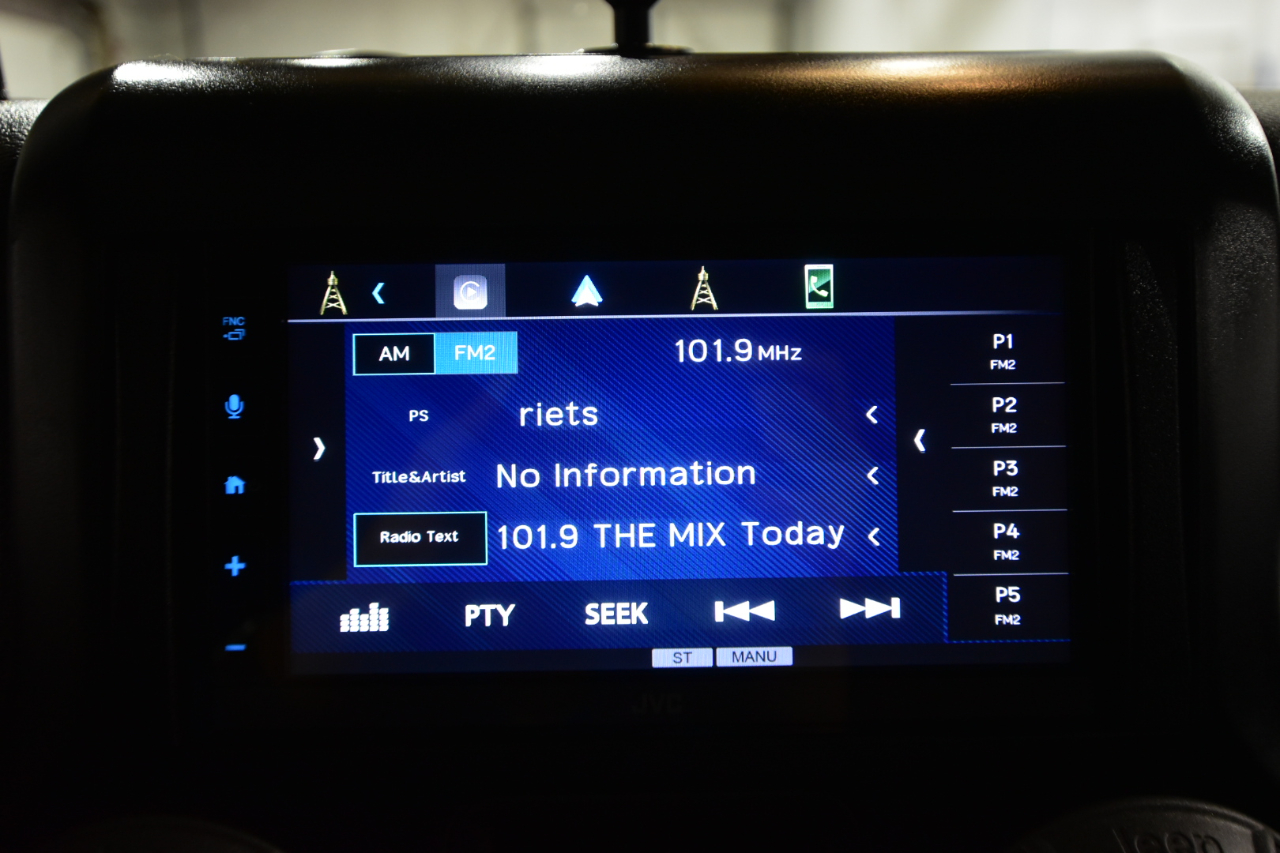 FNC
AM FM2 101.9 MHz
PS riets
Title&Artist No Information
Radio Text 101.9 THE MIX Today
P1
FM2
P2
FM2
P3
FM2
P4
FM2
P5
FM2
PTY SEEK
ST MANU
JVC
Jeep